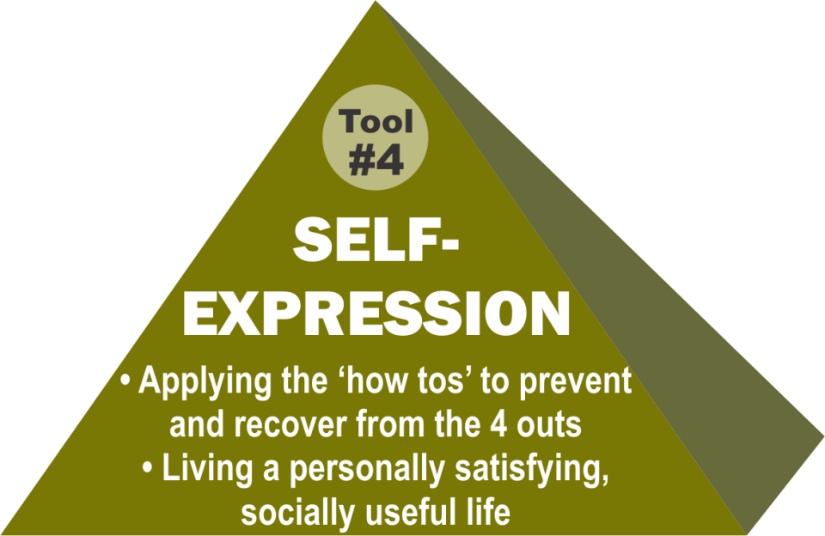 Tool
#4
SELF-
EXPRESSION
• Applying the ‘how tos’ to prevent
and recover from the 4 outs
• Living a personally satisfying,
socially useful life